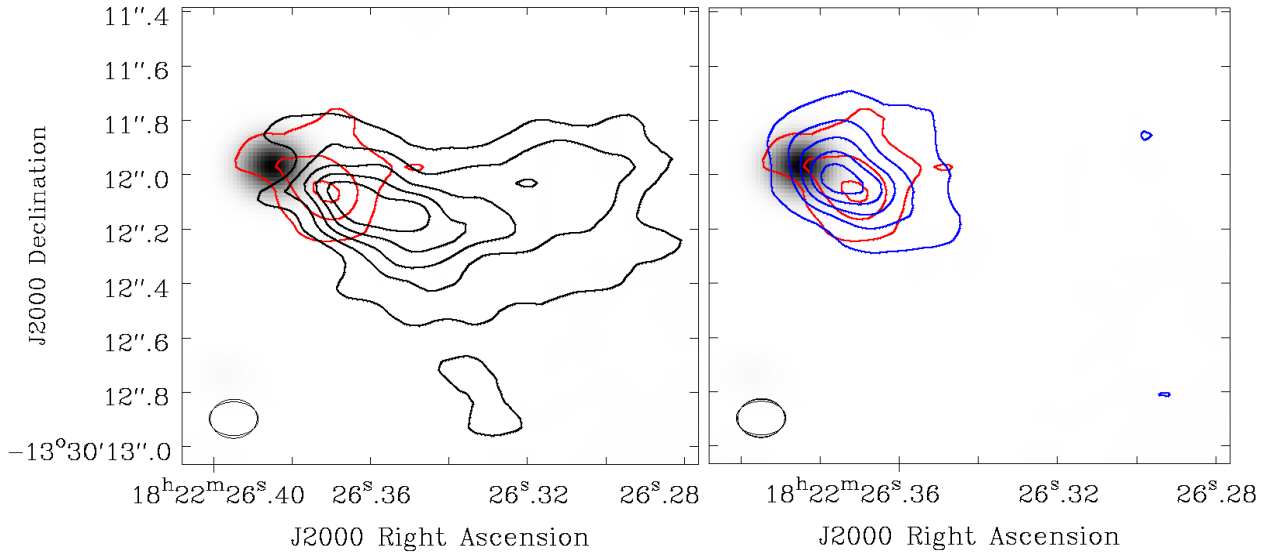 11".4
11".6
11".8
12".0
12".2
12".4
12".6
12".8
−13°30'13".0
J2000 Declination
18ʰ22ᵐ26ˢ.40 26ˢ.36 26ˢ.32 26ˢ.28
J2000 Right Ascension
18ʰ22ᵐ26ˢ.36 26ˢ.32 26ˢ.28
J2000 Right Ascension